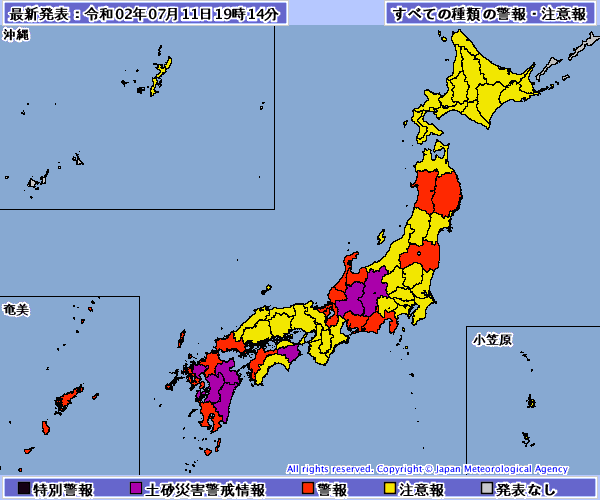 最新発表：令和02年07月11日19時14分
すべての種類の警報・注意報
沖縄
奄美
小笠原
All rights reserved. Copyright © Japan Meteorological Agency
特別警報
土砂災害警戒情報
警報
注意報
発表なし